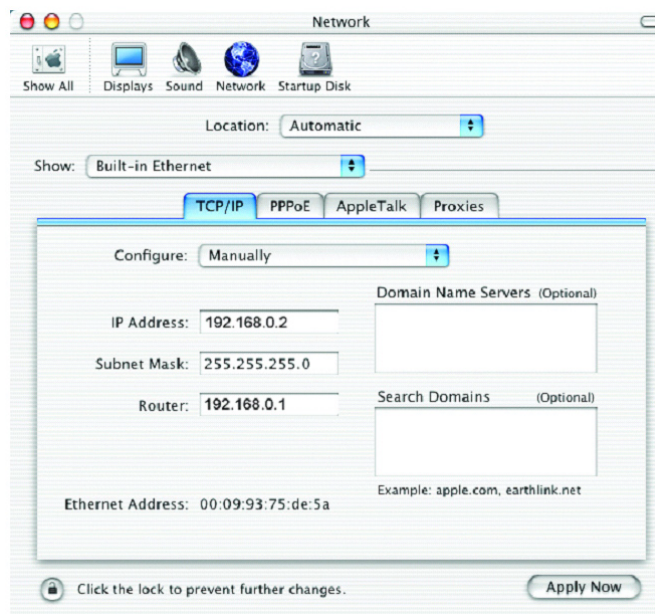 Network
Show All Displays Sound Network Startup Disk
Location: Automatic
Show: Built-in Ethernet
TCP/IP PPPoE AppleTalk Proxies
Configure: Manually
Domain Name Servers (Optional)
IP Address: 192.168.0.2
Subnet Mask: 255.255.255.0
Search Domains (Optional)
Router: 192.168.0.1
Example: apple.com, earthlink.net
Ethernet Address: 00:09:93:75:de:5a
Click the lock to prevent further changes.
Apply Now